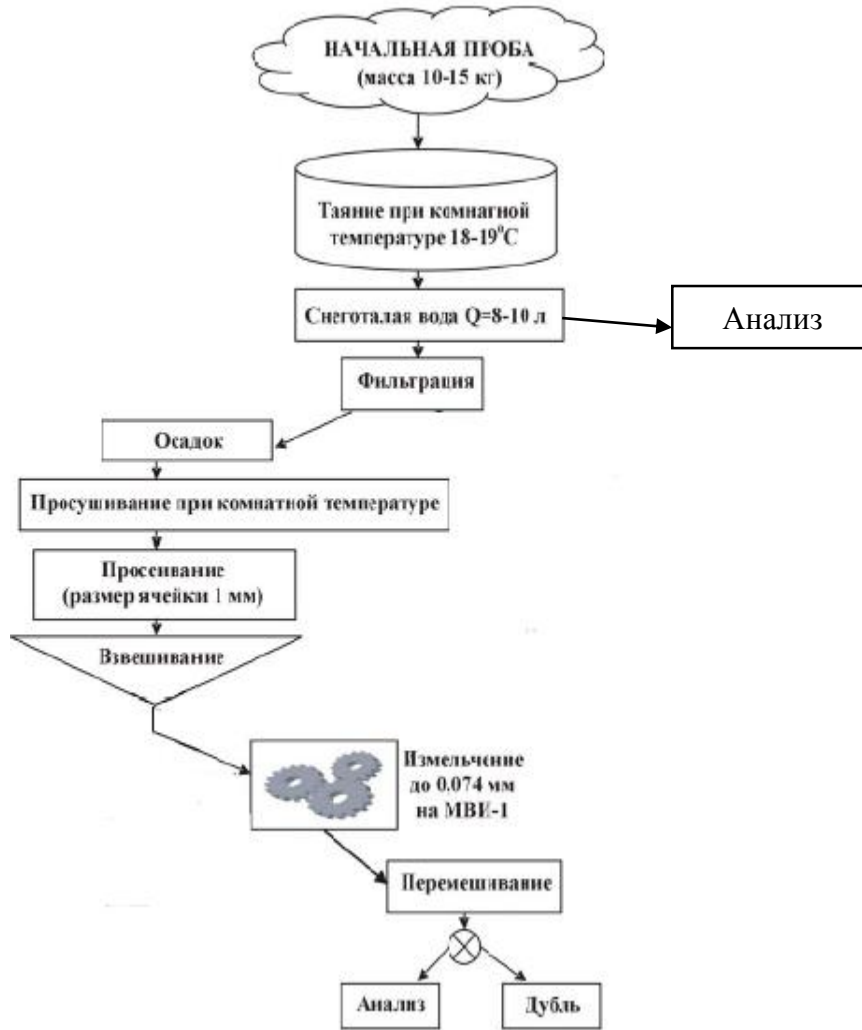 НАЧАЛЬНАЯ ПРОБА
(масса 10-15 кг)
Таяние при комнатной
температуре 18-19⁰С
Снеготалая вода Q=8-10 л
Анализ
Фильтрация
Осадок
Просушивание при комнатной температуре
Просеивание
(размер ячейки 1 мм)
Взвешивание
Измельчение
до 0.074 мм
на МВИ-1
Перемешивание
Анализ
Дубль